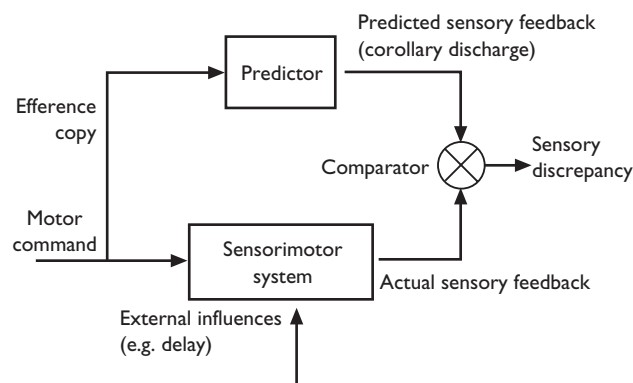 Predicted sensory feedback
(corollary discharge)
Predictor
Efference
copy
Comparator
Sensory
discrepancy
Motor
command
Sensorimotor
system
Actual sensory feedback
External influences
(e.g. delay)